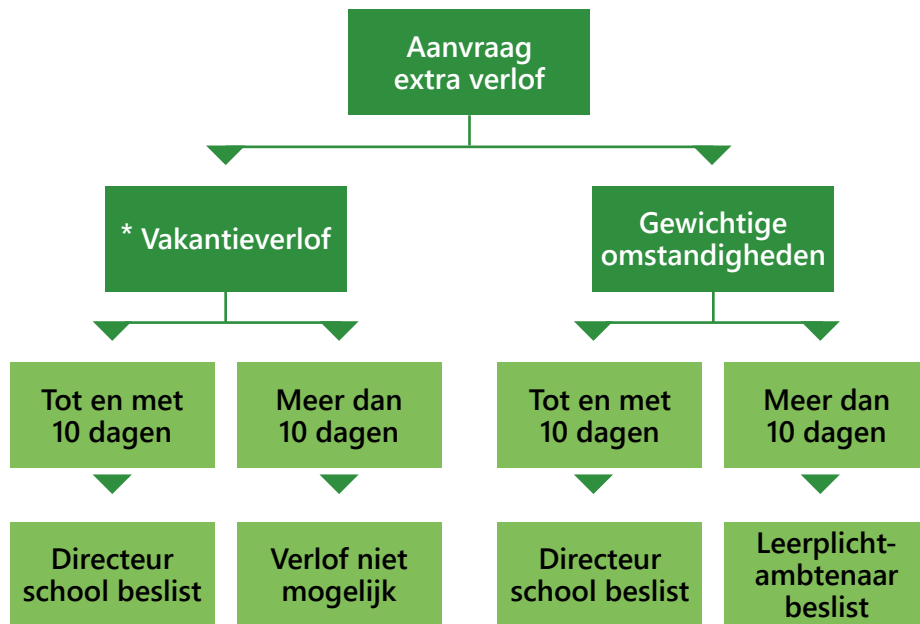 Aanvraag
extra verlof
* Vakantieverlof
Gewichtige
omstandigheden
Tot en met
10 dagen
Meer dan
10 dagen
Tot en met
10 dagen
Meer dan
10 dagen
Directeur
school beslist
Verlof niet
mogelijk
Directeur
school beslist
Leerplicht-
ambtenaar
beslist